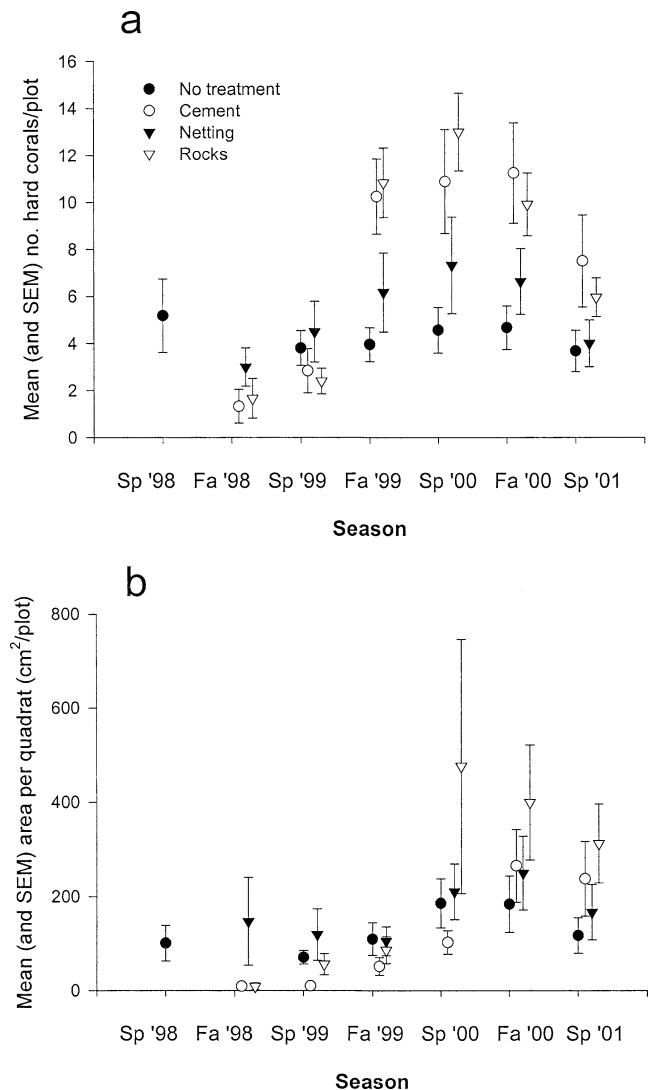 a
Mean (and SEM) no. hard corals/plot
16
14
12
10
8
6
4
2
0
No treatment
Cement
Netting
Rocks
Sp '98 Fa '98 Sp '99 Fa '99 Sp '00 Fa '00 Sp '01
Season
b
Mean (and SEM) area per quadrat (cm²/plot)
800
600
400
200
0
Sp '98 Fa '98 Sp '99 Fa '99 Sp '00 Fa '00 Sp '01
Season